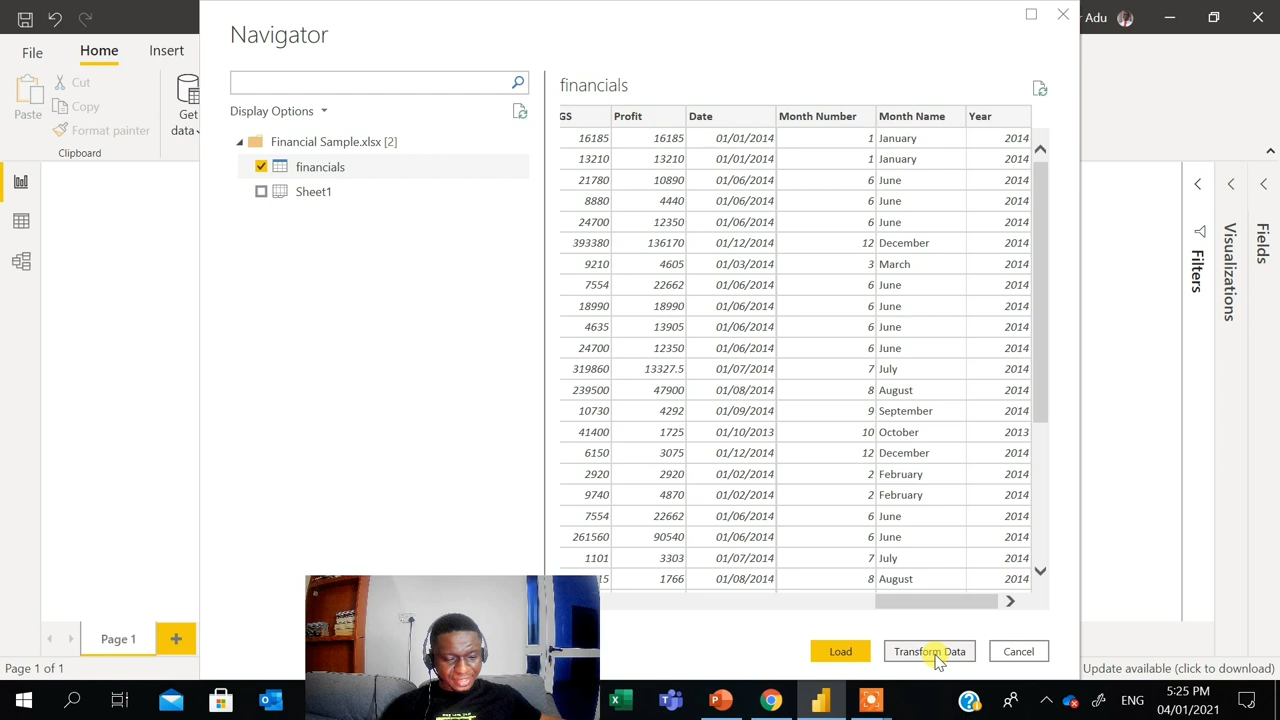 r Adu
Navigator
File
Home
Insert
Paste
Cut
Copy
Format painter
Clipboard
Get
data
Display Options
Financial Sample.xlsx [2]
financials
Sheet1
financials
GS Profit Date Month Number Month Name Year
16185 16185 01/01/2014 1 January 2014
13210 13210 01/01/2014 1 January 2014
21780 10890 01/06/2014 6 June 2014
8880 4440 01/06/2014 6 June 2014
24700 12350 01/06/2014 6 June 2014
393380 136170 01/12/2014 12 December 2014
9210 4605 01/03/2014 3 March 2014
7554 22662 01/06/2014 6 June 2014
18990 18990 01/06/2014 6 June 2014
4635 13905 01/06/2014 6 June 2014
24700 12350 01/06/2014 6 June 2014
319860 13327.5 01/07/2014 7 July 2014
239500 47900 01/08/2014 8 August 2014
10730 4292 01/09/2014 9 September 2014
41400 1725 01/10/2013 10 October 2013
6150 3075 01/12/2014 12 December 2014
2920 2920 01/02/2014 2 February 2014
9740 4870 01/02/2014 2 February 2014
7554 22662 01/06/2014 6 June 2014
261560 90540 01/06/2014 6 June 2014
1101 3303 01/07/2014 7 July 2014
15 1766 01/08/2014 8 August 2014
Load
Transform Data
Cancel
Filters
Visualizations
Fields
Page 1
Page 1 of 1
Update available (click to download)
ENG
5:25 PM
04/01/2021